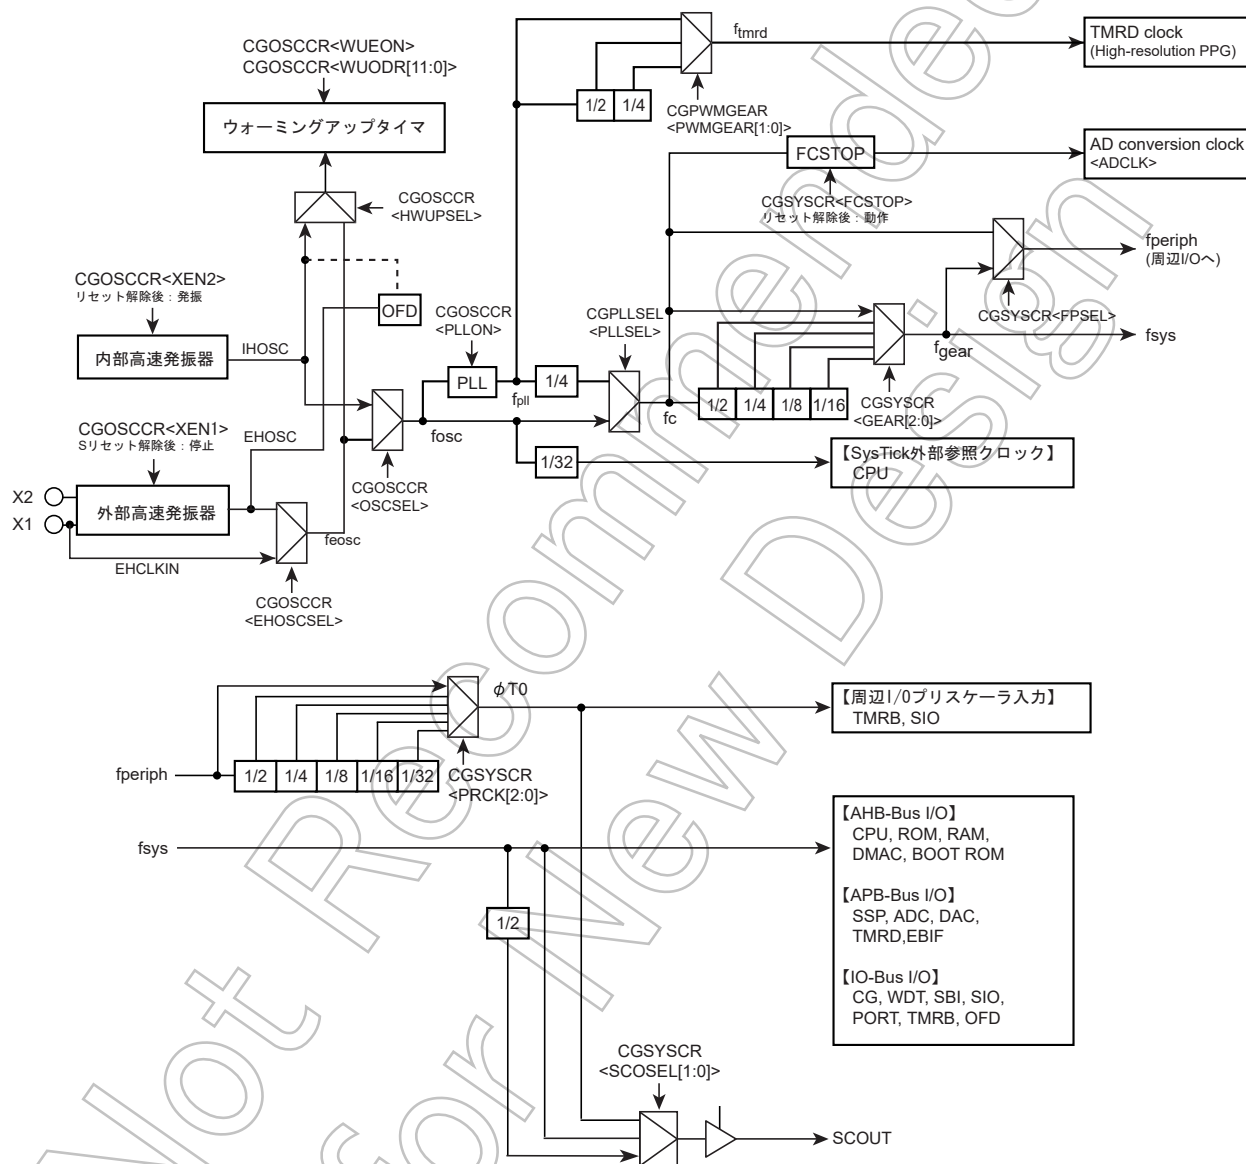 CGOSCCR<WUEON>
CGOSCCR<WUODR[11:0]>
ウォーミングアップタイマ
CGOSCCR
<HWUPSEL>
CGOSCCR<XEN2>
リセット解除後：発振
内部高速発振器
IHOSC
OFD
CGOSCCR<XEN1>
Sリセット解除後：停止
EHOSC
X2
X1
外部高速発振器
EHCLKIN
feosc
CGOSCCR
<EHOSCSEL>
CGOSCCR
<OSCSEL>
fosc
CGOSCCR
<PLLON>
PLL
fpll
1/4
1/32
CGPLLSEL
<PLLSEL>
fc
1/2
1/4
CGPWMGEAR
<PWMGEAR[1:0]>
ftmrd
TMRD clock
(High-resolution PPG)
FCSTOP
CGSYSCR<FCSTOP>
リセット解除後：動作
AD conversion clock
<ADCLK>
fperiph
(周辺I/Oへ)
CGSYSCR<FPSEL>
fsys
fgear
1/2
1/4
1/8
1/16
CGSYSCR
<GEAR[2:0]>
【SysTick外部参照クロック】
CPU
fperiph
1/2
1/4
1/8
1/16
1/32
CGSYSCR
<PRCK[2:0]>
ϕT0
【周辺I/Oプリスケーラ入力】
TMRB, SIO
fsys
1/2
【AHB-Bus I/O】
CPU, ROM, RAM,
DMAC, BOOT ROM
【APB-Bus I/O】
SSP, ADC, DAC,
TMRD,EBIF
【IO-Bus I/O】
CG, WDT, SBI, SIO,
PORT, TMRB, OFD
CGSYSCR
<SCOSEL[1:0]>
SCOUT
Not Recommended
for New Design